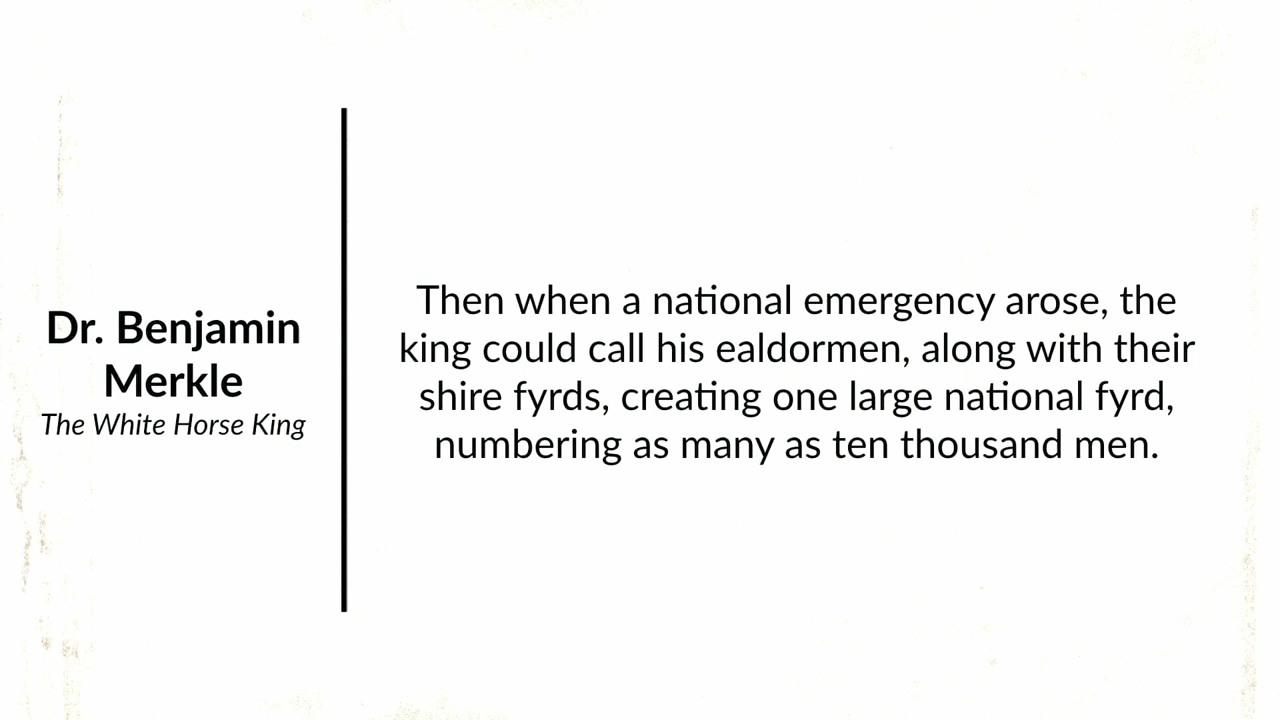 Dr. Benjamin
Merkle
The White Horse King
Then when a national emergency arose, the
king could call his ealdormen, along with their
shire fyrds, creating one large national fyrd,
numbering as many as ten thousand men.